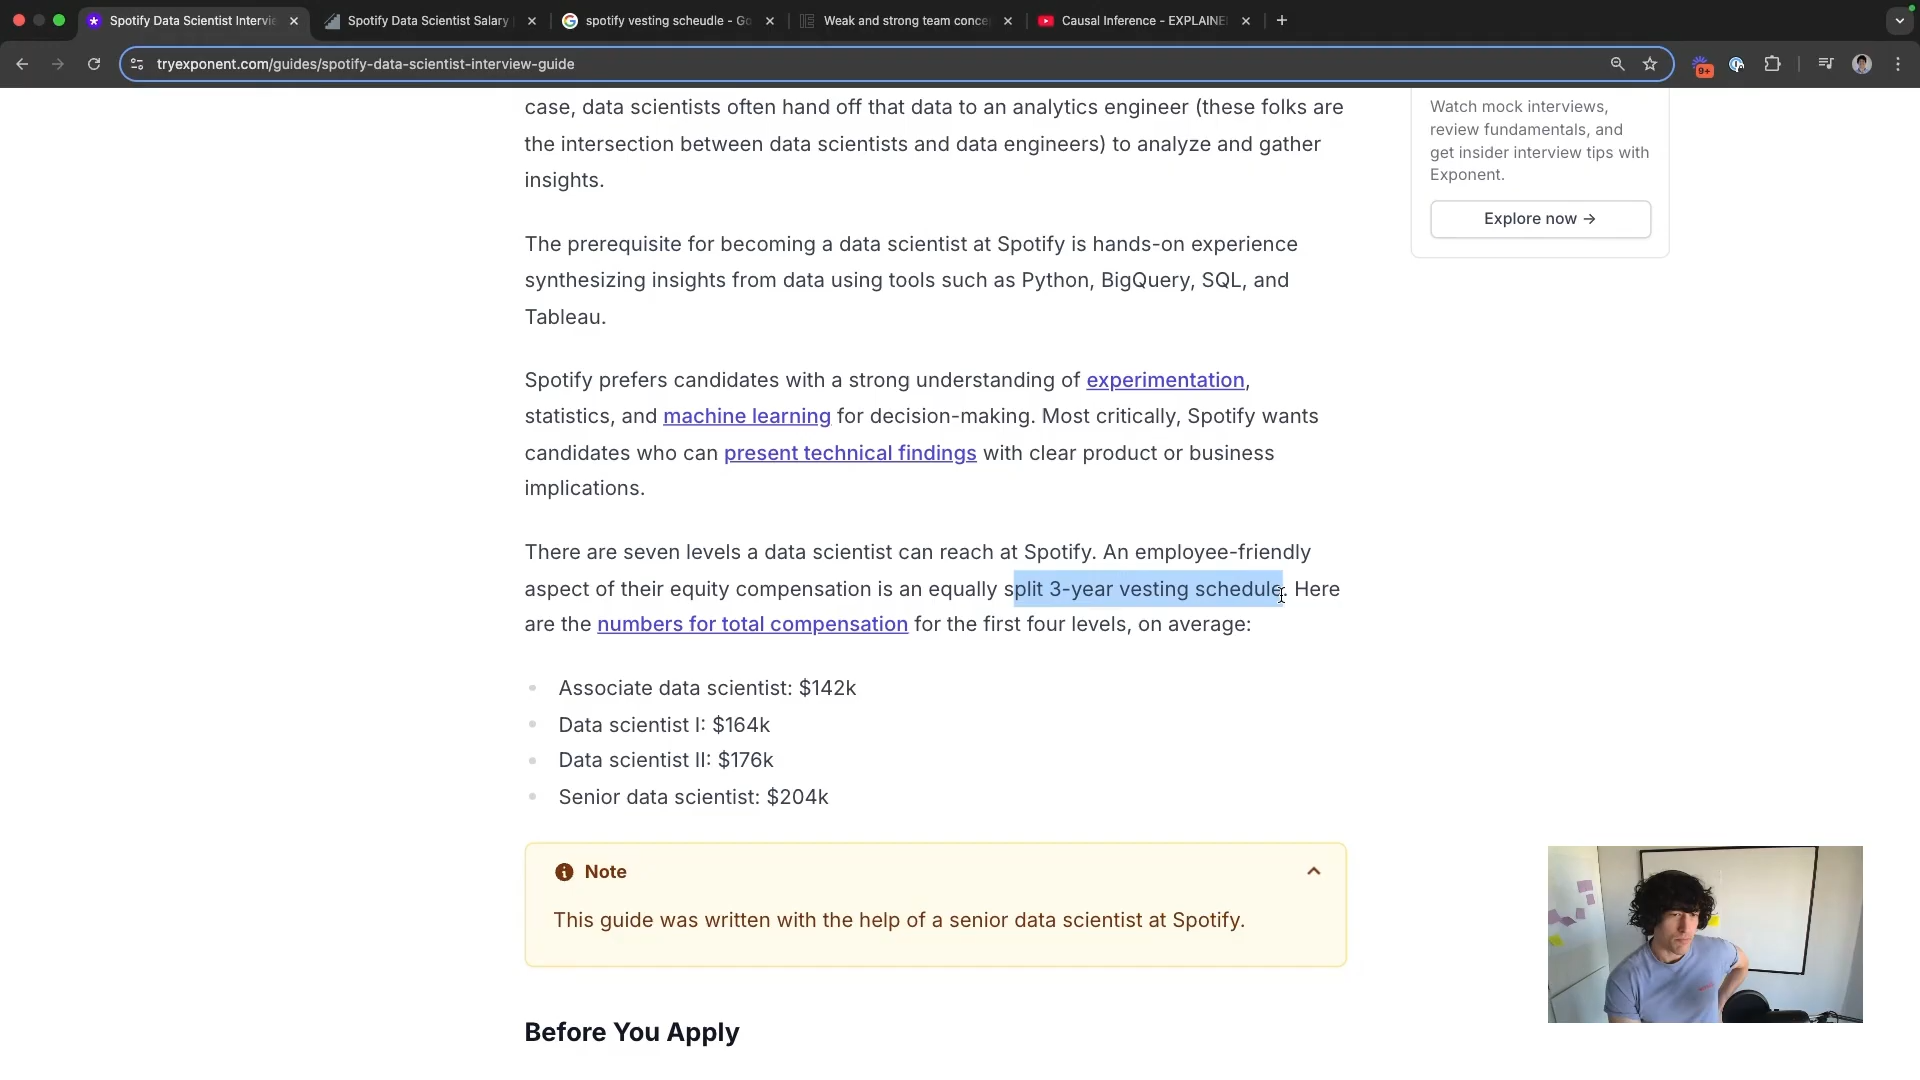 Spotify Data Scientist Intervie
Spotify Data Scientist Salary
spotify vesting scheudle - Go
Weak and strong team conce
Causal Inference - EXPLAINE
tryexponent.com/guides/spotify-data-scientist-interview-guide
9+
case, data scientists often hand off that data to an analytics engineer (these folks are
the intersection between data scientists and data engineers) to analyze and gather
insights.
The prerequisite for becoming a data scientist at Spotify is hands-on experience
synthesizing insights from data using tools such as Python, BigQuery, SQL, and
Tableau.
Spotify prefers candidates with a strong understanding of experimentation,
statistics, and machine learning for decision-making. Most critically, Spotify wants
candidates who can present technical findings with clear product or business
implications.
There are seven levels a data scientist can reach at Spotify. An employee-friendly
aspect of their equity compensation is an equally split 3-year vesting schedule. Here
are the numbers for total compensation for the first four levels, on average:
Associate data scientist: $142k
Data scientist I: $164k
Data scientist II: $176k
Senior data scientist: $204k
Note
This guide was written with the help of a senior data scientist at Spotify.
Before You Apply
Watch mock interviews,
review fundamentals, and
get insider interview tips with
Exponent.
Explore now →